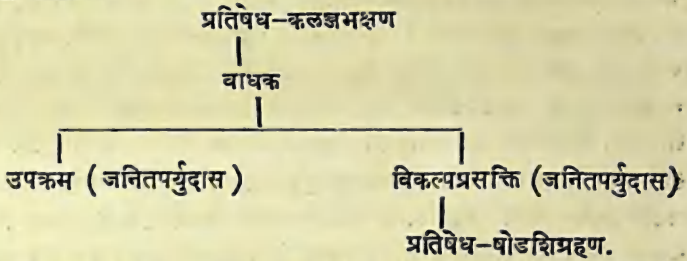 प्रतिषेध-कलञ्जभक्षण
वाधक
उपक्रम (जनितपर्युदास) विकल्पप्रसक्ति (जनितपर्युदास)
प्रतिषेध-षोडशिग्रहण.